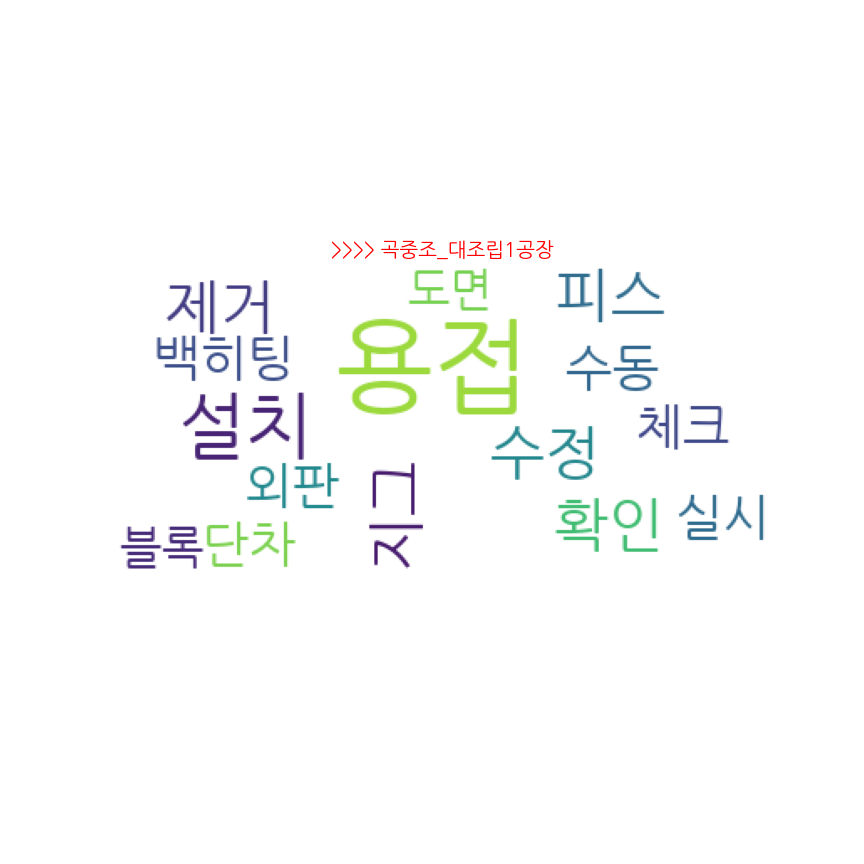 >>>> 곡중조_대조립1공장
도면
피스
제거
용접
백히팅
수동
설치
체크
수정
외판
지그
확인
실시
블록
단차